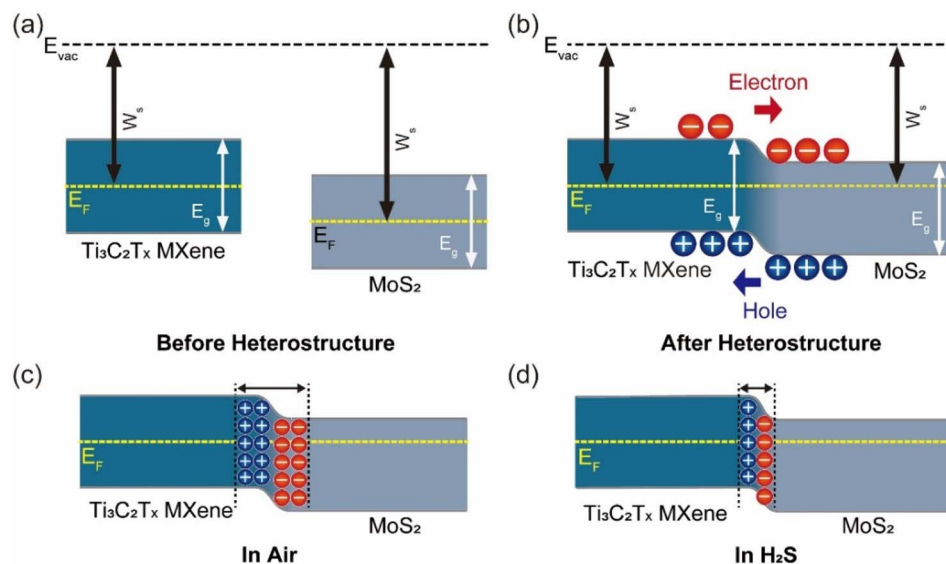 (a)
E_vac
W_s
W_s
E_F
E_g
Ti₃C₂Tₓ MXene
E_F
E_g
MoS₂
Before Heterostructure
(b)
E_vac
Electron
W_s
W_s
E_F
E_g
E_g
Ti₃C₂Tₓ MXene
MoS₂
Hole
After Heterostructure
(c)
E_F
Ti₃C₂Tₓ MXene
MoS₂
In Air
(d)
E_F
Ti₃C₂Tₓ MXene
MoS₂
In H₂S